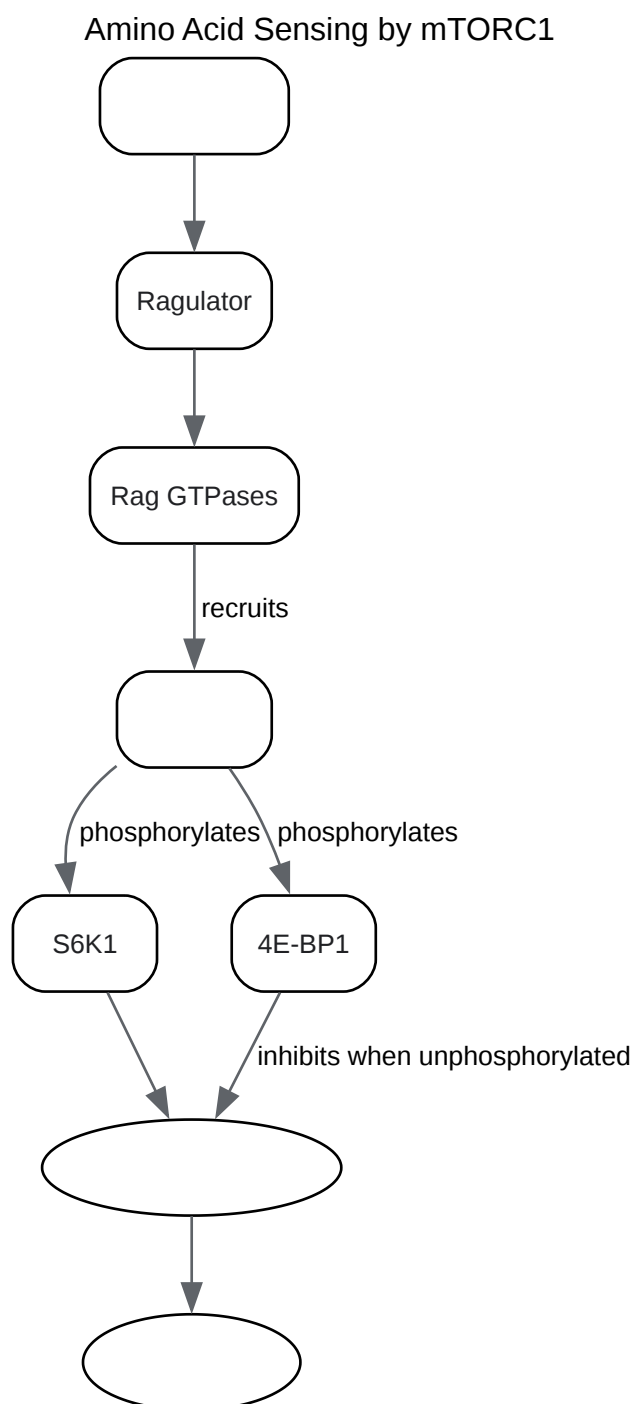 Amino Acid Sensing by mTORC1
Ragulator
Rag GTPases
recruits
phosphorylates
phosphorylates
S6K1
4E-BP1
inhibits when unphosphorylated